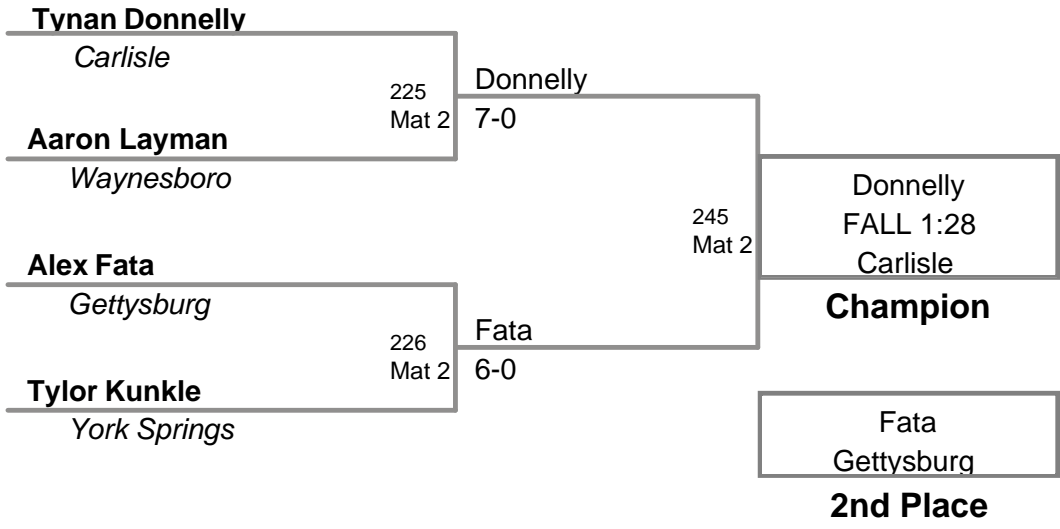 Tynan Donnelly
Carlisle
225
Mat 2
Donnelly
7-0
Aaron Layman
Waynesboro
245
Mat 2
Donnelly
FALL 1:28
Carlisle
Champion
Alex Fata
Gettysburg
226
Mat 2
Fata
6-0
Tylor Kunkle
York Springs
Fata
Gettysburg
2nd Place